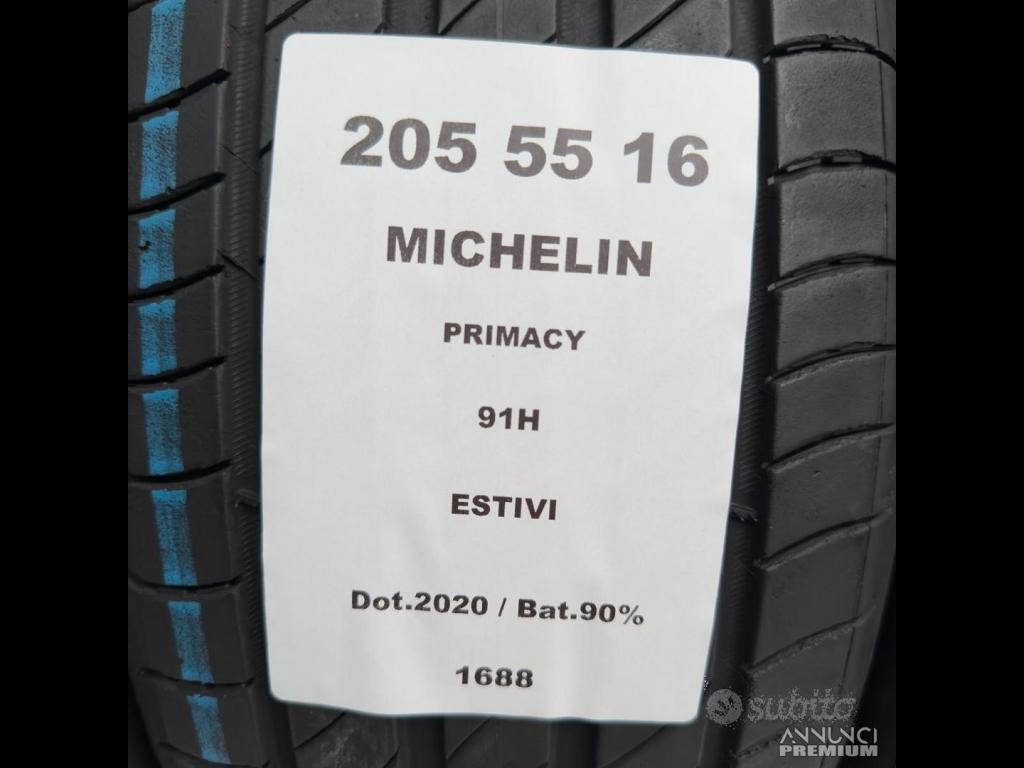 205 55 16
MICHELIN
PRIMACY
91H
ESTIVI
Dot.2020 / Bat.90%
1688
subito
ANNUNCI
PREMIUM